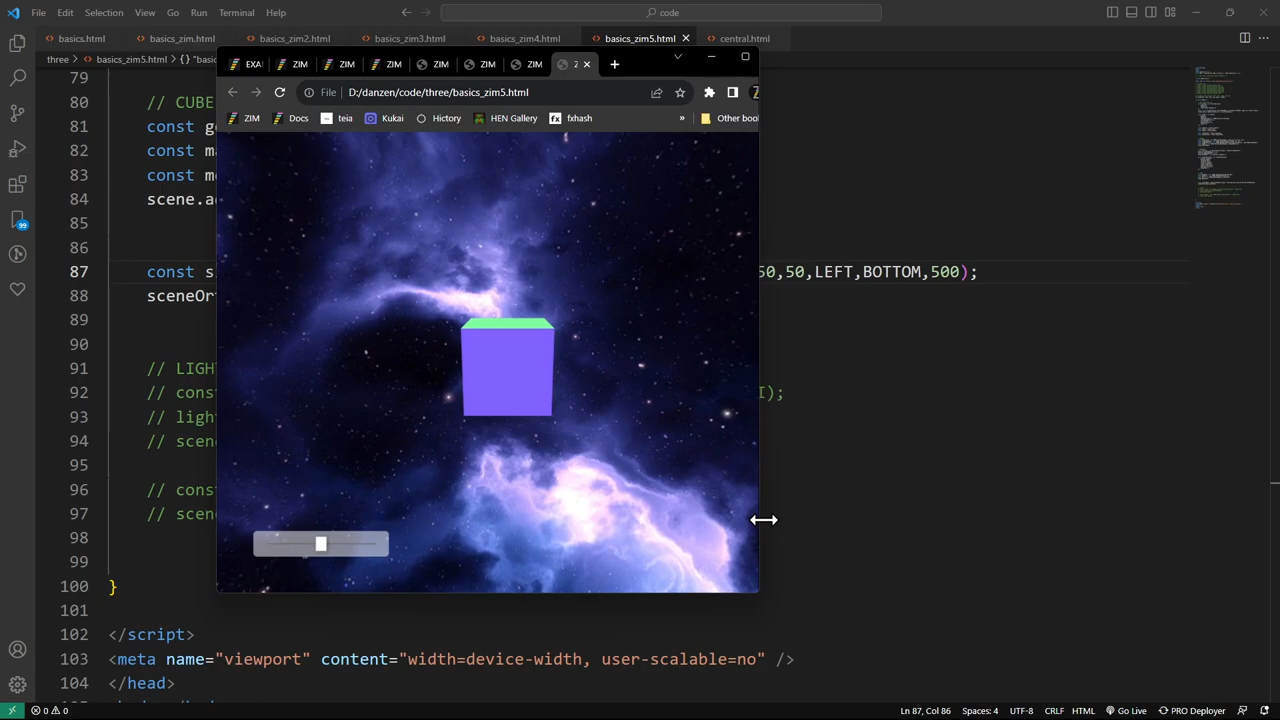 File Edit Selection View Go Run Terminal Help
code
basics.html basics_zim.html basics_zim2.html basics_zim3.html basics_zim4.html basics_zim5.html central.html
three > basics_zim5.html > {} "bas
EXA ZIM ZIM ZIM ZIM ZIM ZIM Z
File D:/danzen/code/three/basics_zim5.html
ZIM Docs teia Kukai Hictory HEX Gallery fx fxhash » Other boo
79
80 // CUBE
81 const g
82 const m
83 const m
84 scene.a
85
86
87 const s 50,50,LEFT,BOTTOM,500);
88 sceneOr
89
90
91 // LIGH
92 // cons I);
93 // ligh
94 // scen
95
96 // cons
97 // scen
98
99
100 }
101
102 </script>
103 <meta name="viewport" content="width=device-width, user-scalable=no" />
104 </head>
99
0 0 Ln 87, Col 86 Spaces: 4 UTF-8 CRLF HTML Go Live PRO Deployer